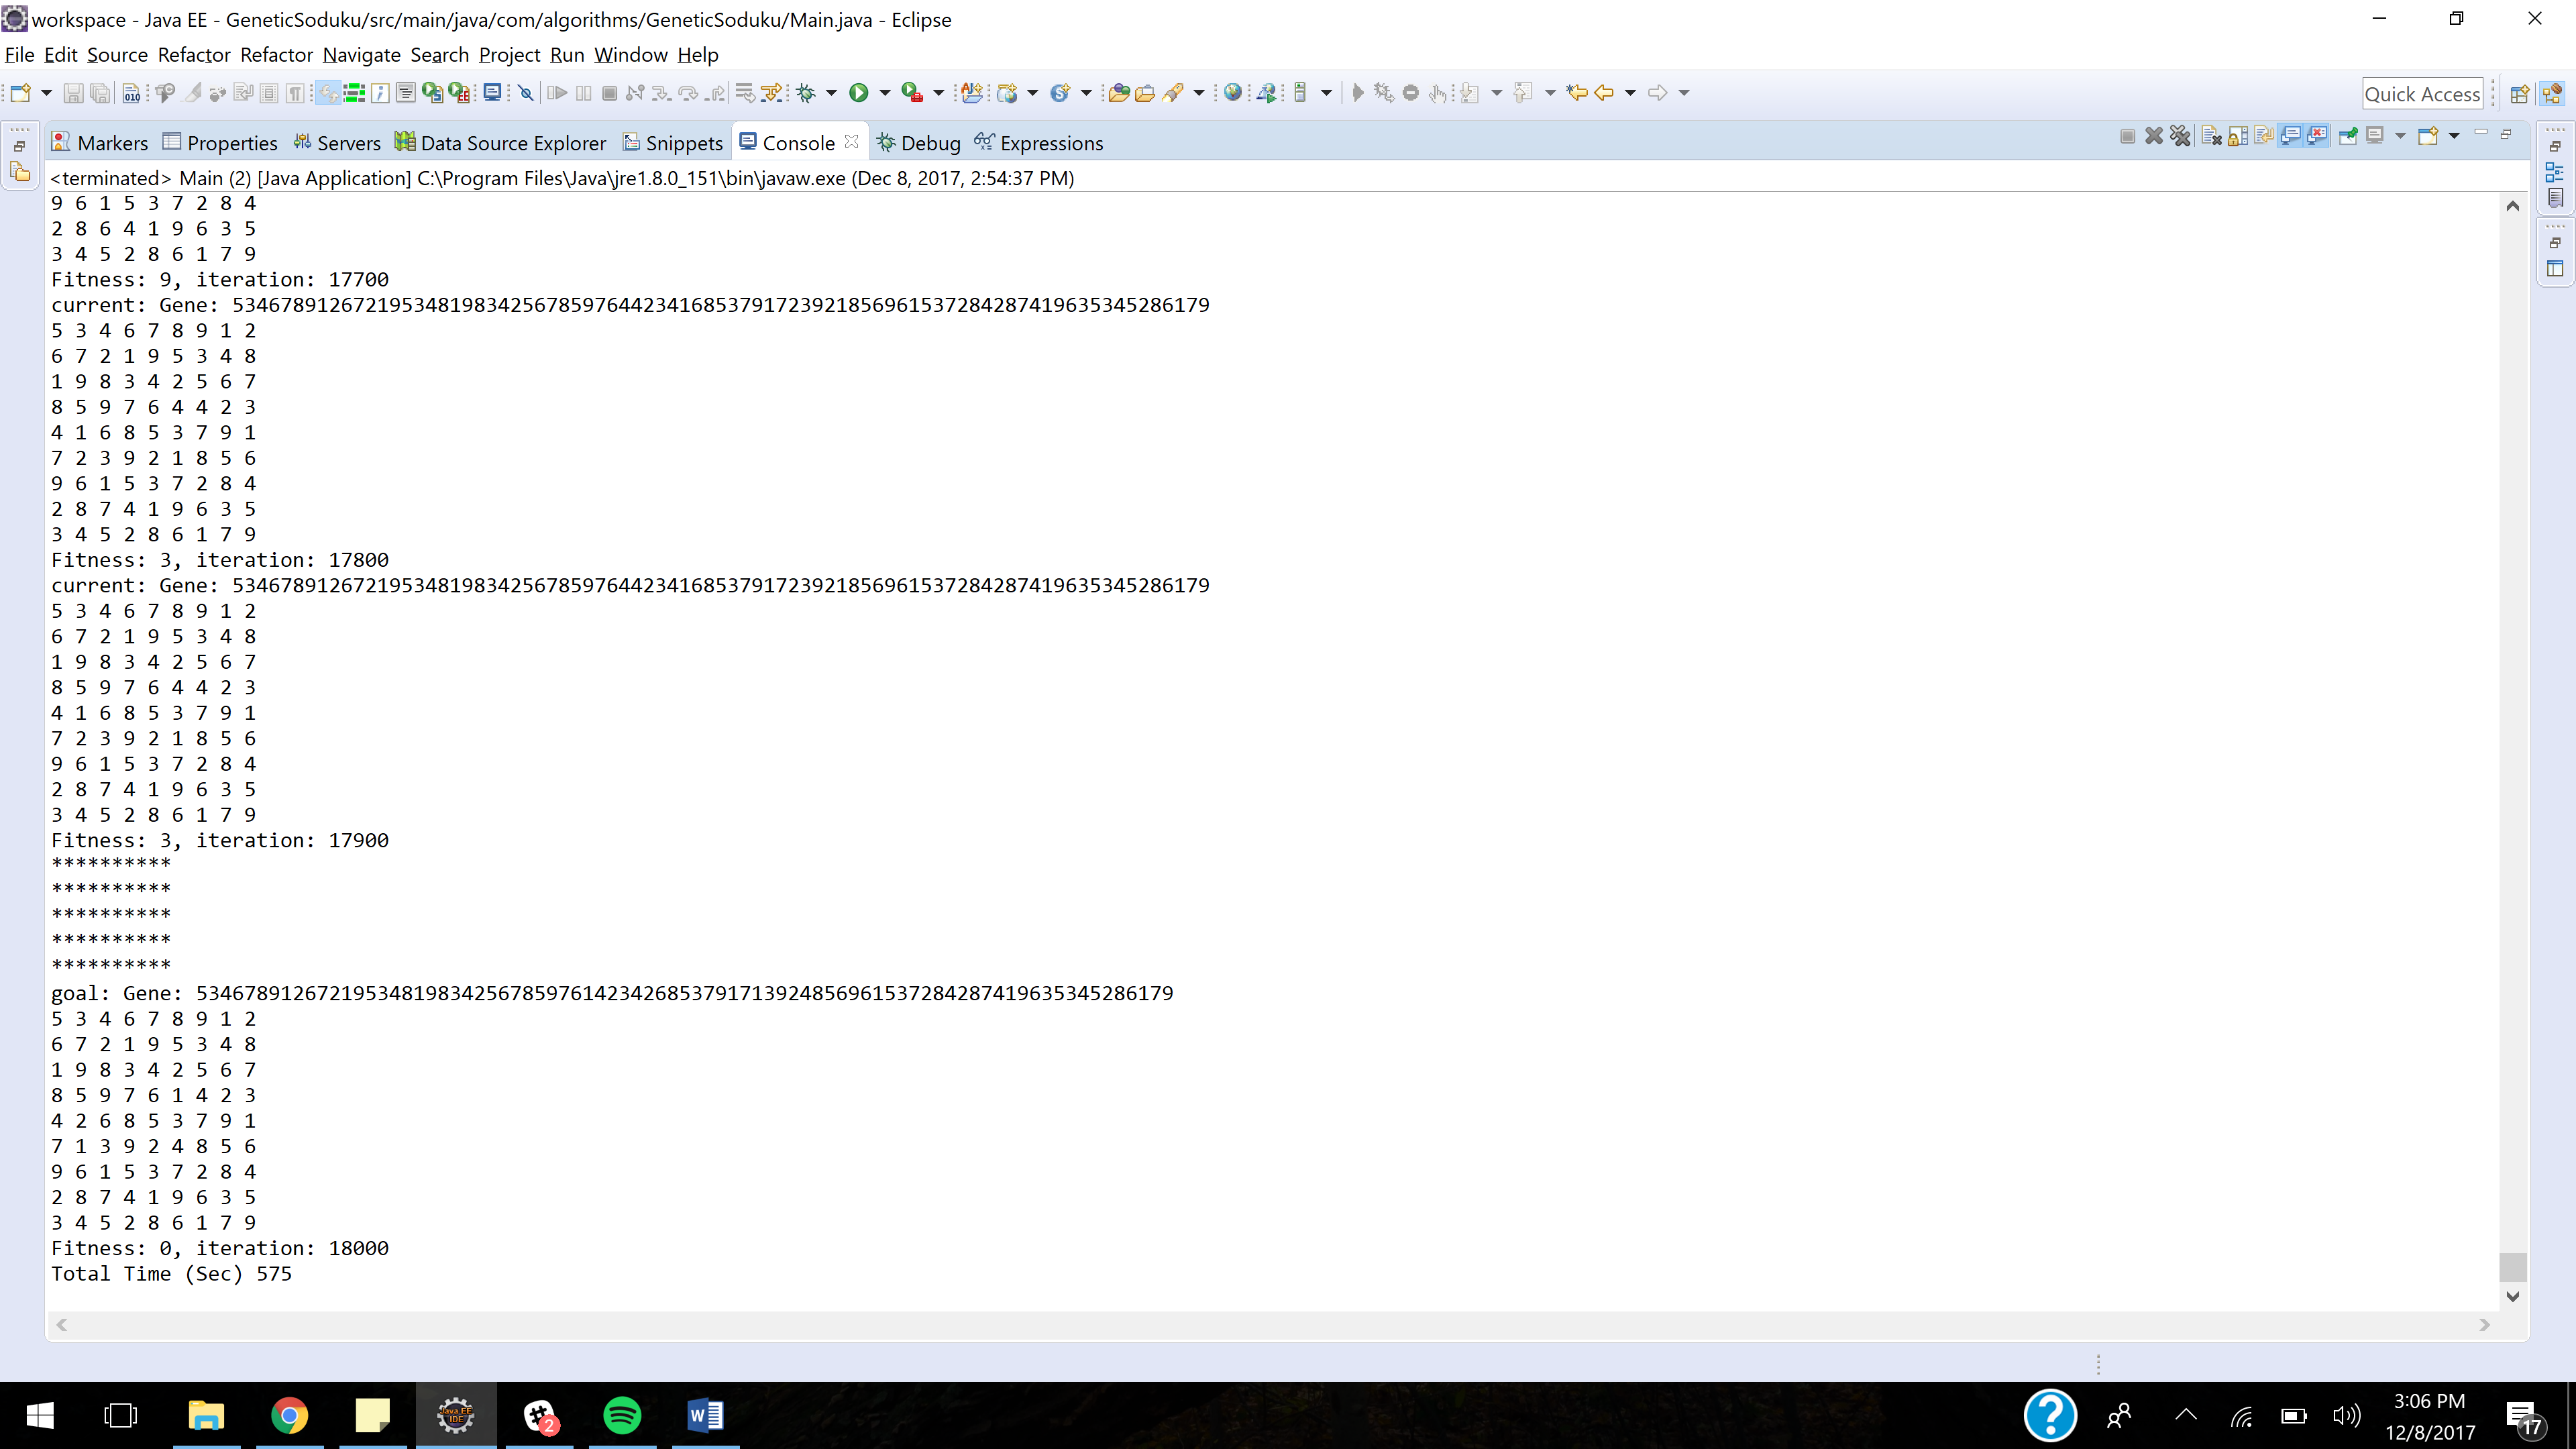 workspace - Java EE - GeneticSoduku/src/main/java/com/algorithms/GeneticSoduku/Main.java - Eclipse
File Edit Source Refactor Refactor Navigate Search Project Run Window Help
Quick Access
Markers Properties Servers Data Source Explorer Snippets Console Debug Expressions
<terminated> Main (2) [Java Application] C:\Program Files\Java\jre1.8.0_151\bin\javaw.exe (Dec 8, 2017, 2:54:37 PM)
9 6 1 5 3 7 2 8 4
2 8 6 4 1 9 6 3 5
3 4 5 2 8 6 1 7 9
Fitness: 9, iteration: 17700
current: Gene: 534678912672195348198342567859764423416853791723921856961537284287419635345286179
5 3 4 6 7 8 9 1 2
6 7 2 1 9 5 3 4 8
1 9 8 3 4 2 5 6 7
8 5 9 7 6 4 4 2 3
4 1 6 8 5 3 7 9 1
7 2 3 9 2 1 8 5 6
9 6 1 5 3 7 2 8 4
2 8 7 4 1 9 6 3 5
3 4 5 2 8 6 1 7 9
Fitness: 3, iteration: 17800
current: Gene: 534678912672195348198342567859764423416853791723921856961537284287419635345286179
5 3 4 6 7 8 9 1 2
6 7 2 1 9 5 3 4 8
1 9 8 3 4 2 5 6 7
8 5 9 7 6 4 4 2 3
4 1 6 8 5 3 7 9 1
7 2 3 9 2 1 8 5 6
9 6 1 5 3 7 2 8 4
2 8 7 4 1 9 6 3 5
3 4 5 2 8 6 1 7 9
Fitness: 3, iteration: 17900
**********
**********
**********
**********
**********
goal: Gene: 534678912672195348198342567859761423426853791713924856961537284287419635345286179
5 3 4 6 7 8 9 1 2
6 7 2 1 9 5 3 4 8
1 9 8 3 4 2 5 6 7
8 5 9 7 6 1 4 2 3
4 2 6 8 5 3 7 9 1
7 1 3 9 2 4 8 5 6
9 6 1 5 3 7 2 8 4
2 8 7 4 1 9 6 3 5
3 4 5 2 8 6 1 7 9
Fitness: 0, iteration: 18000
Total Time (Sec) 575
Java EE
IDE
2
3:06 PM
12/8/2017
17